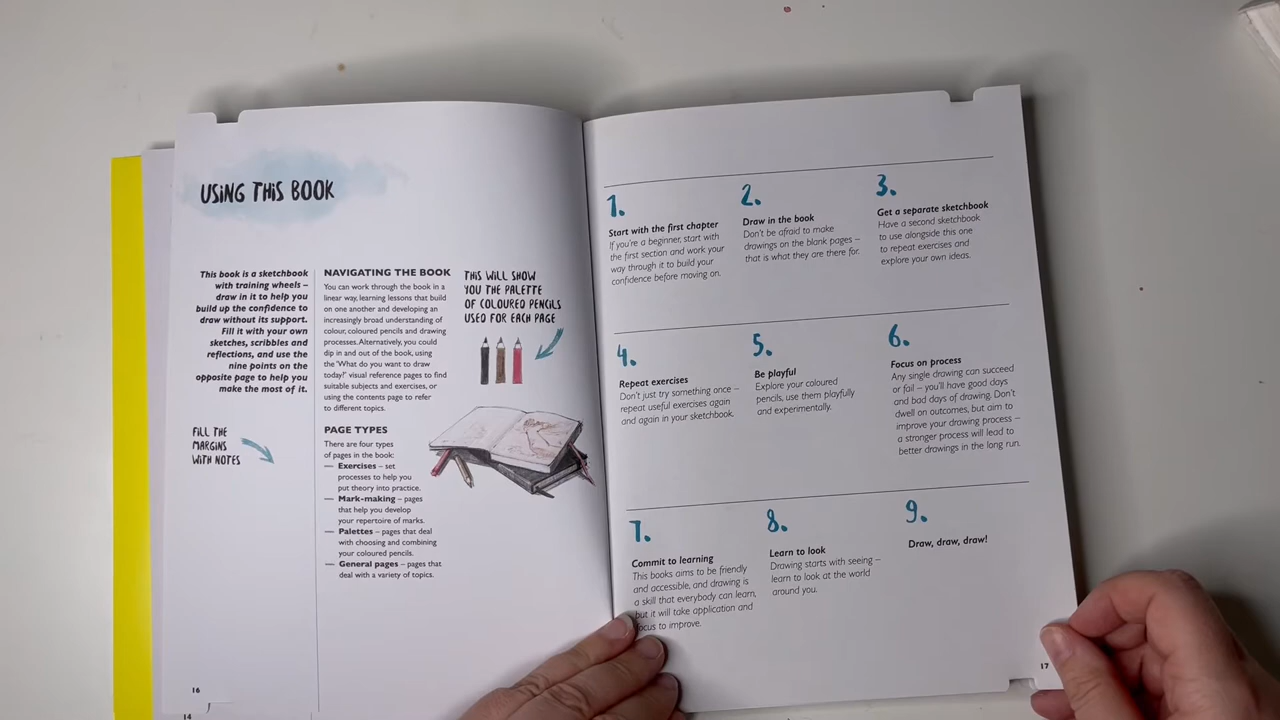 USING THIS BOOK
This book is a sketchbook
with training wheels –
draw in it to help you
build up the confidence to
draw without its support.
Fill it with your own
sketches, scribbles and
reflections, and use the
nine points on the
opposite page to help you
make the most of it.
FILL THE
MARGINS
WITH NOTES
NAVIGATING THE BOOK
You can work through the book in a
linear way, learning lessons that build
on one another and developing an
increasingly broad understanding of
colour, coloured pencils and drawing
processes. Alternatively, you could
dip in and out of the book, using
the 'What do you want to draw
today?' visual reference pages to find
suitable subjects and exercises, or
using the contents page to refer
to different topics.
PAGE TYPES
There are four types
of pages in the book:
— Exercises – set
processes to help you
put theory into practice.
— Mark-making – pages
that help you develop
your repertoire of marks.
— Palettes – pages that deal
with choosing and combining
your coloured pencils.
— General pages – pages that
deal with a variety of topics.
THIS WILL SHOW
YOU THE PALETTE
OF COLOURED PENCILS
USED FOR EACH PAGE
16
14
1.
Start with the first chapter
If you're a beginner, start with
the first section and work your
way through it to build your
confidence before moving on.
2.
Draw in the book
Don't be afraid to make
drawings on the blank pages –
that is what they are there for.
3.
Get a separate sketchbook
Have a second sketchbook
to use alongside this one
to repeat exercises and
explore your own ideas.
4.
Repeat exercises
Don't just try something once –
repeat useful exercises again
and again in your sketchbook.
5.
Be playful
Explore your coloured
pencils, use them playfully
and experimentally.
6.
Focus on process
Any single drawing can succeed
or fail – you'll have good days
and bad days of drawing. Don't
dwell on outcomes, but aim to
improve your drawing process –
a stronger process will lead to
better drawings in the long run.
7.
Commit to learning
This books aims to be friendly
and accessible, and drawing is
a skill that everybody can learn,
but it will take application and
focus to improve.
8.
Learn to look
Drawing starts with seeing –
learn to look at the world
around you.
9.
Draw, draw, draw!
17